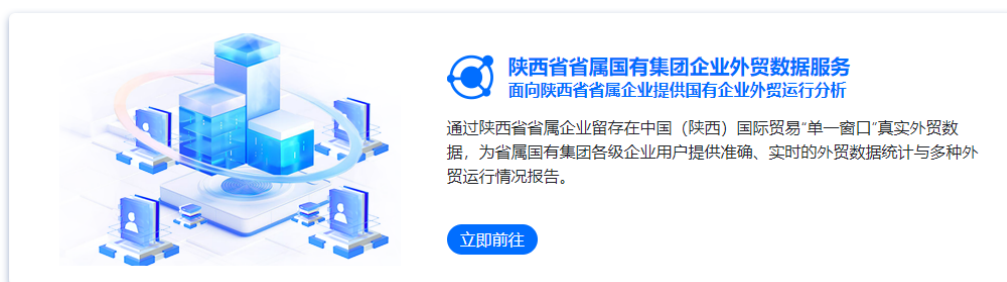 陕西省省属国有集团企业外贸数据服务
面向陕西省省属企业提供国有企业外贸运行分析
通过陕西省省属企业留存在中国（陕西）国际贸易“单一窗口”真实外贸数
据，为省属国有集团各级企业用户提供准确、实时的外贸数据统计与多种外
贸运行情况报告。
立即前往